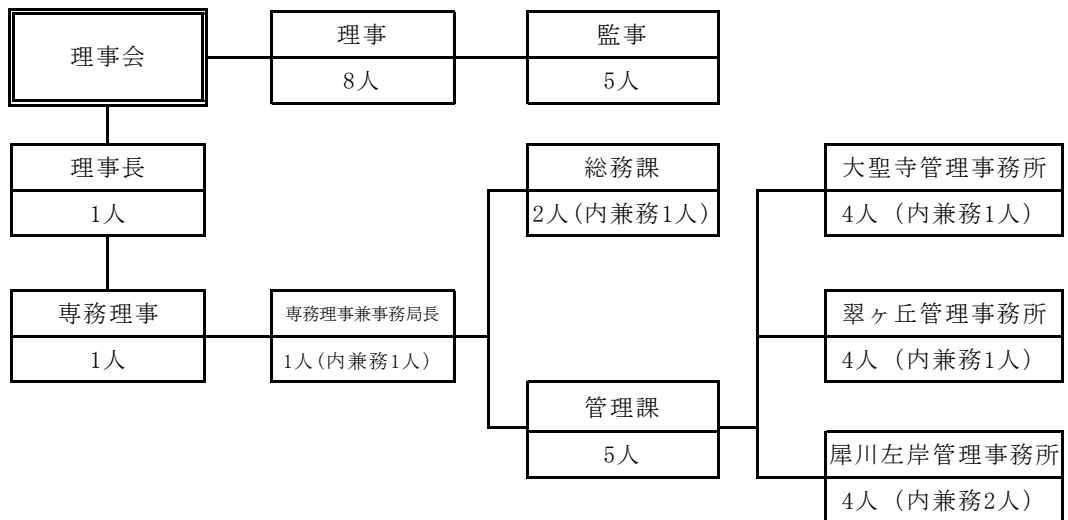 理事会
理事
8人
監事
5人
理事長
1人
総務課
2人(内兼務1人)
大聖寺管理事務所
4人 (内兼務1人)
専務理事
1人
専務理事兼事務局長
1人(内兼務1人)
翠ヶ丘管理事務所
4人 (内兼務1人)
管理課
5人
犀川左岸管理事務所
4人 (内兼務2人)